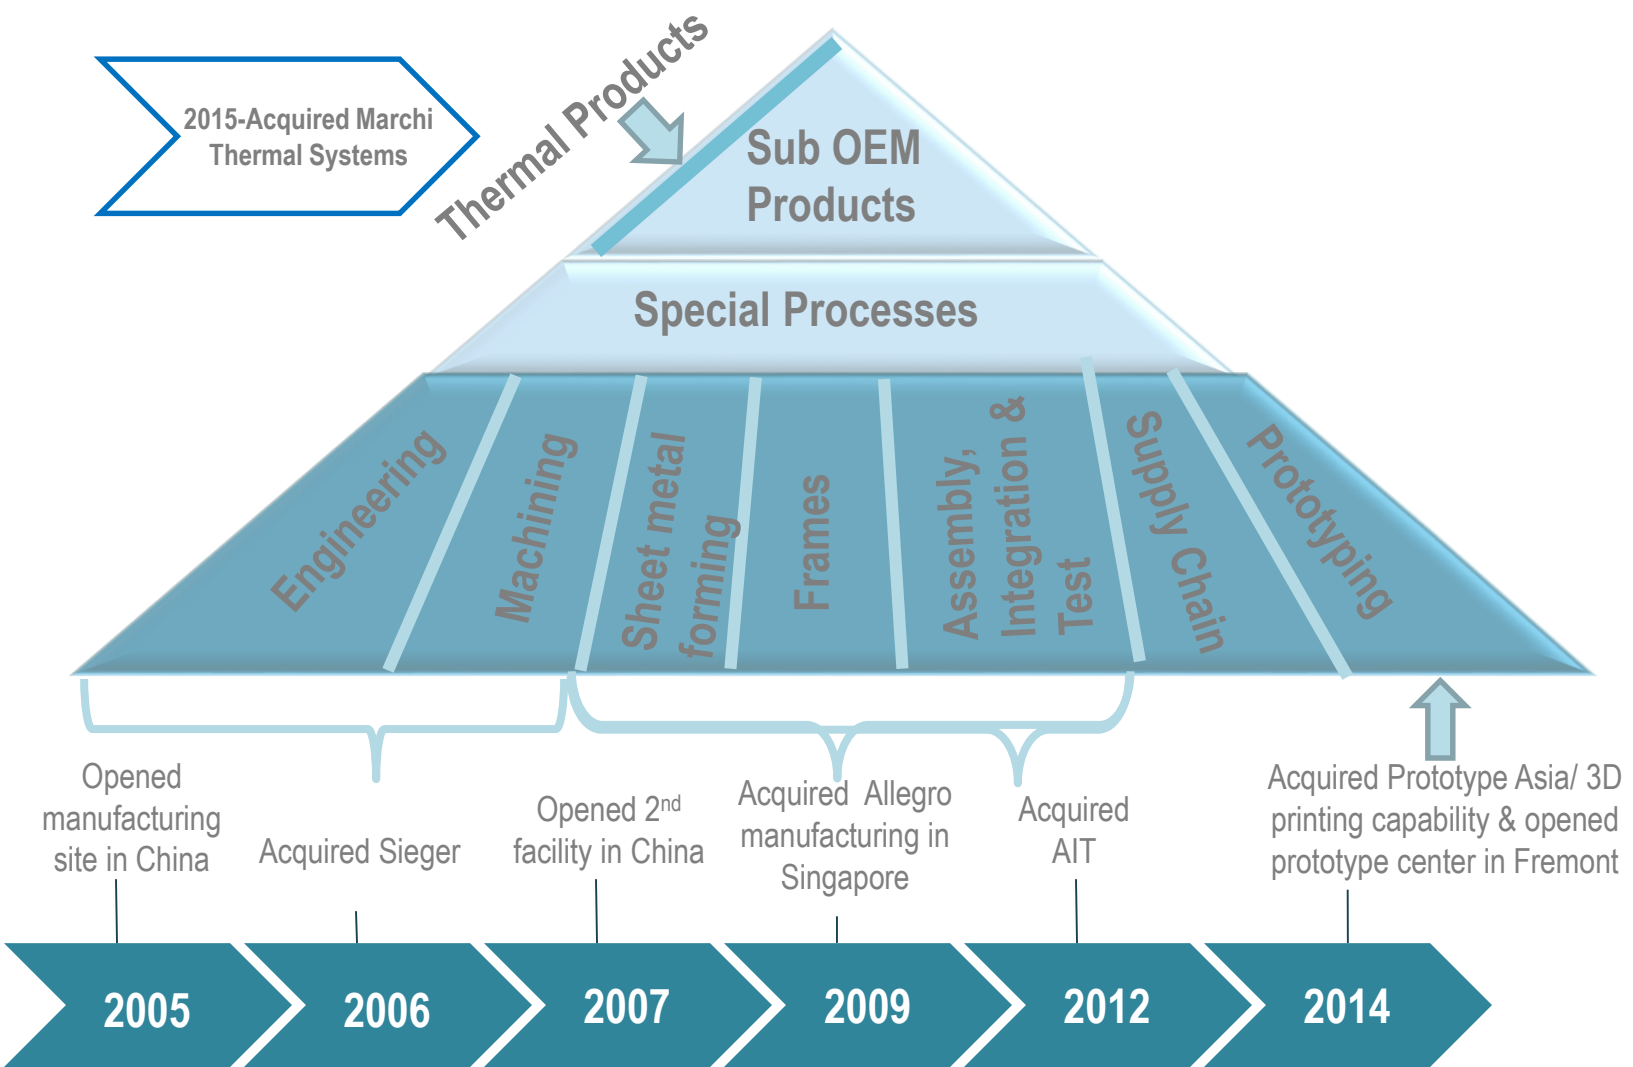 2015-Acquired Marchi
Thermal Systems
Thermal Products
Sub OEM
Products
Special Processes
Engineering
Machining
Sheet metal
forming
Frames
Assembly,
Integration &
Test
Supply Chain
Prototyping
Opened
manufacturing
site in China
Acquired Sieger
Opened 2nd
facility in China
Acquired Allegro
manufacturing in
Singapore
Acquired
AIT
Acquired Prototype Asia/ 3D
printing capability & opened
prototype center in Fremont
2005
2006
2007
2009
2012
2014